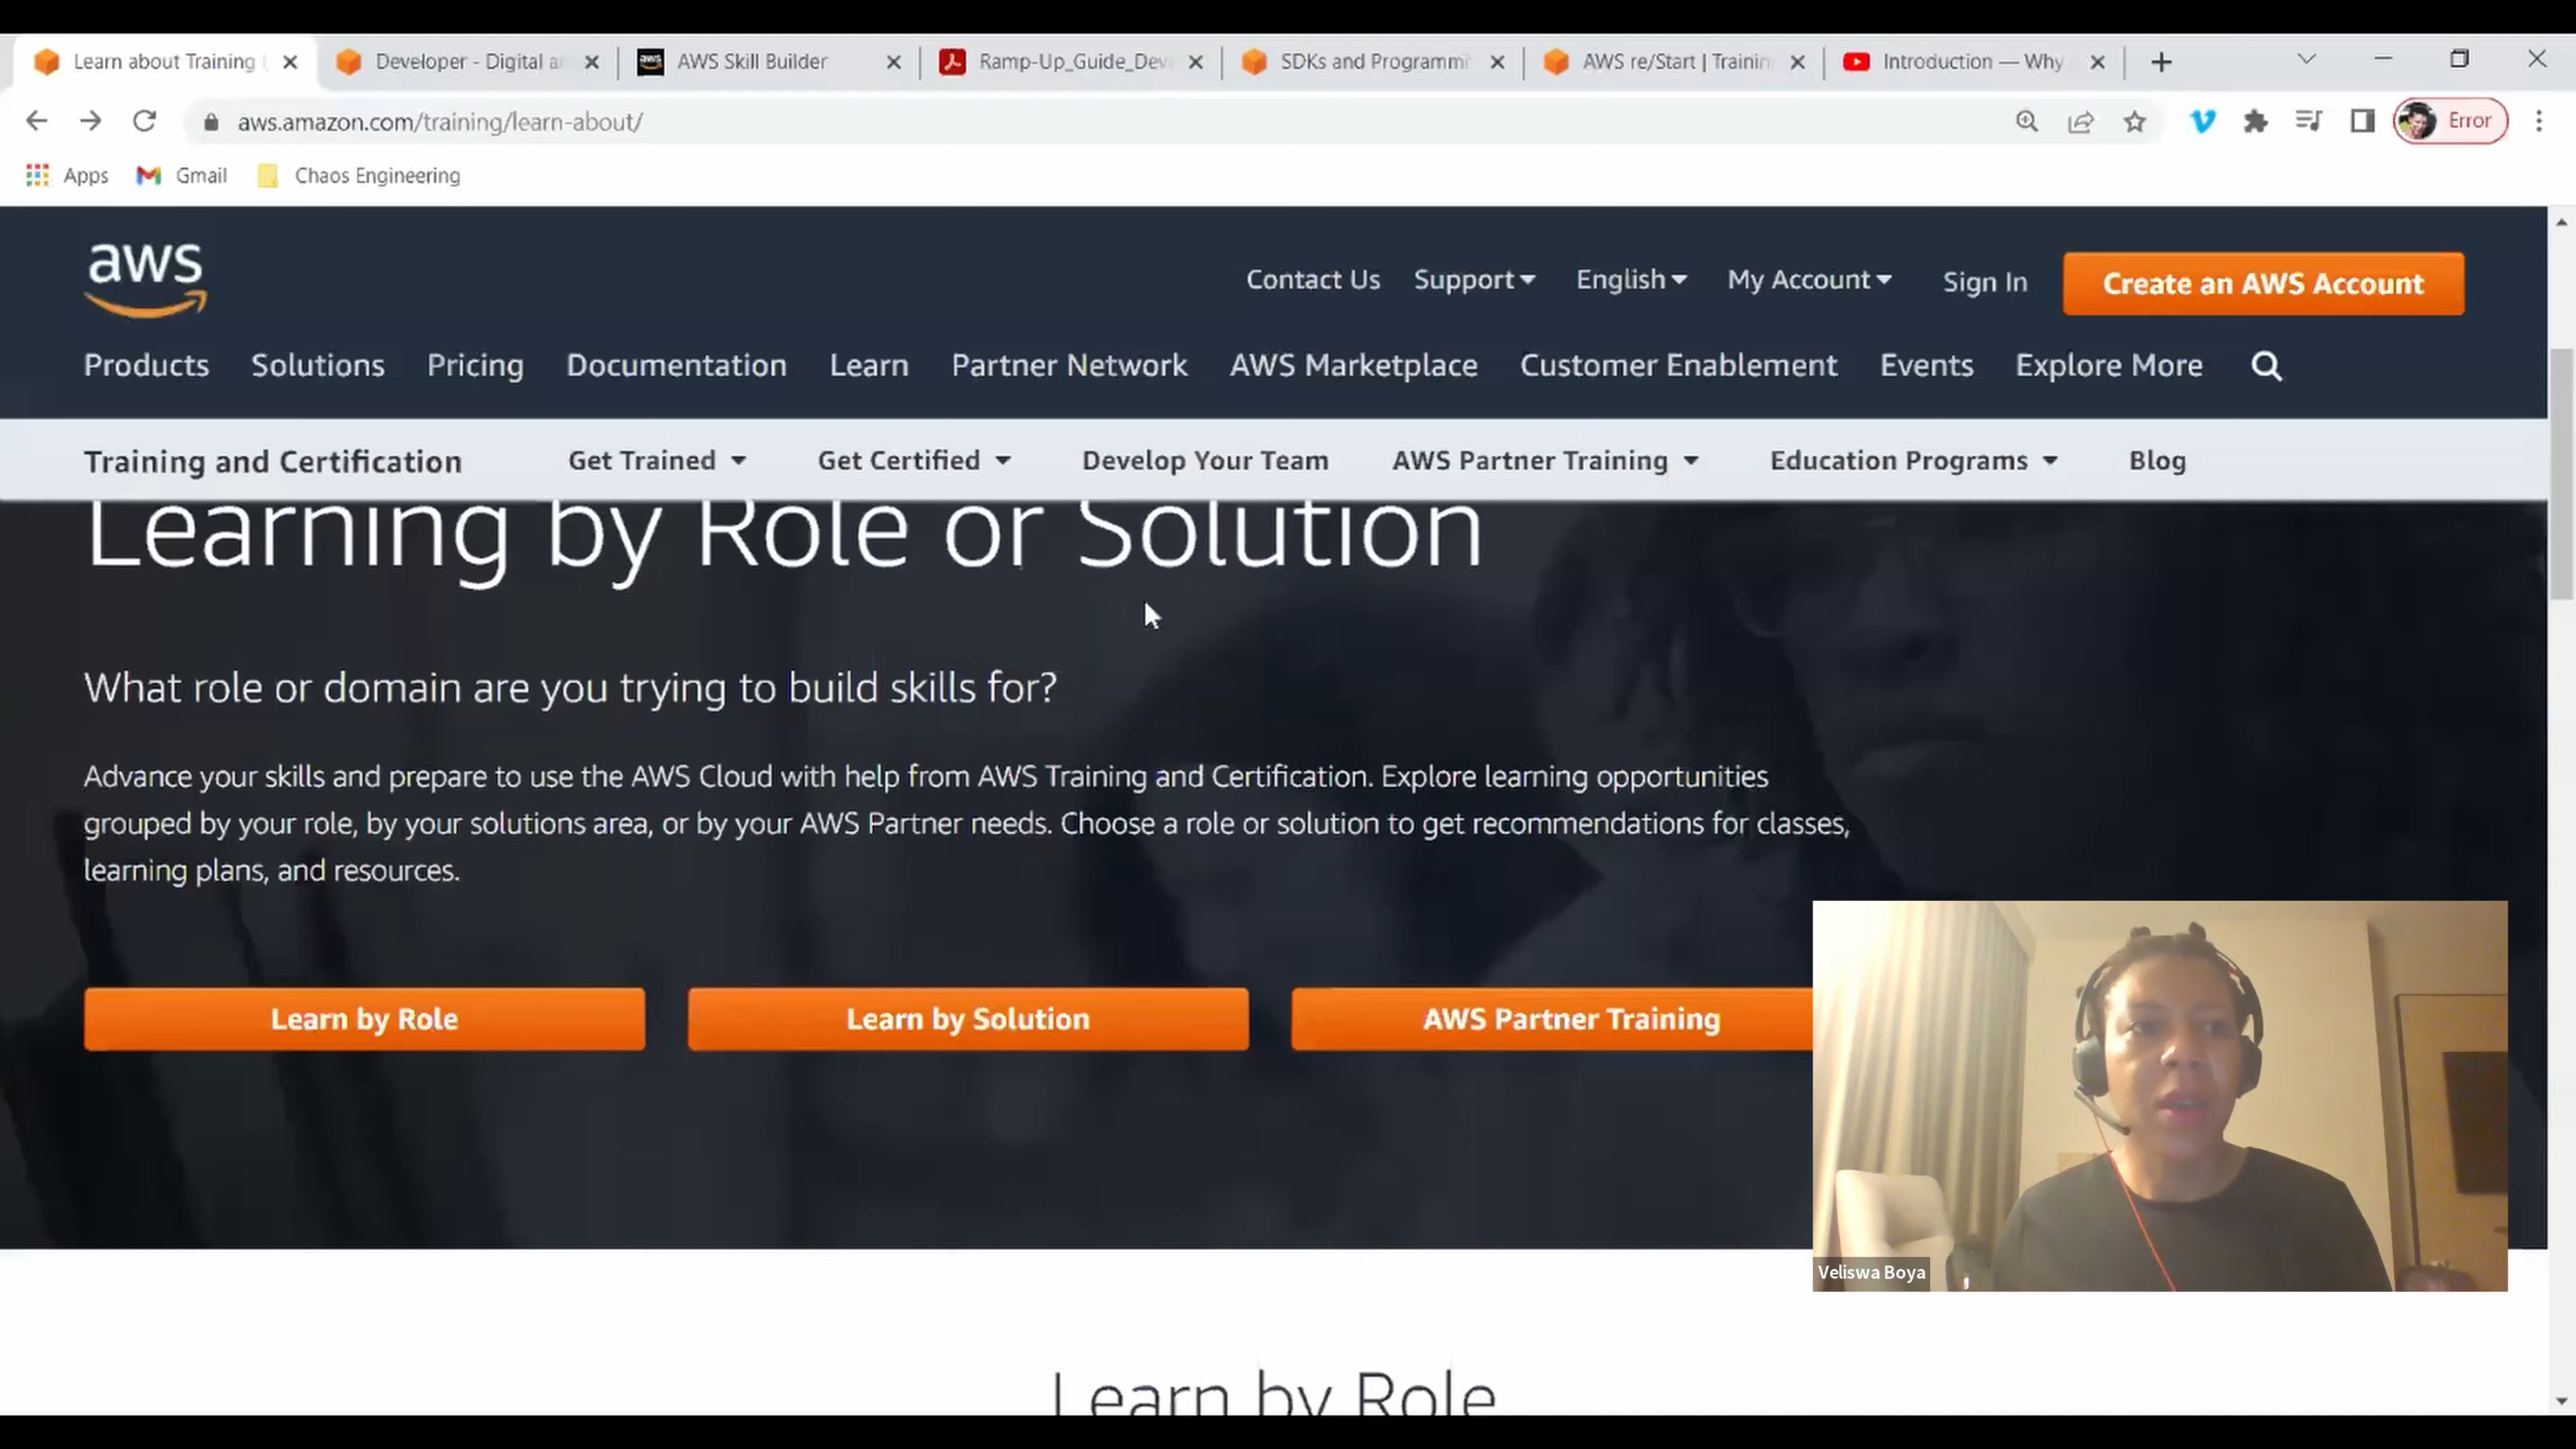 Learn about Training
Developer - Digital a
AWS Skill Builder
Ramp-Up_Guide_Dev
SDKs and Programmi
AWS re/Start | Trainin
Introduction — Why
aws.amazon.com/training/learn-about/
Error
Apps
Gmail
Chaos Engineering
aws
Contact Us
Support
English
My Account
Sign In
Create an AWS Account
Products
Solutions
Pricing
Documentation
Learn
Partner Network
AWS Marketplace
Customer Enablement
Events
Explore More
Training and Certification
Get Trained
Get Certified
Develop Your Team
AWS Partner Training
Education Programs
Blog
Learning by Role or Solution
What role or domain are you trying to build skills for?
Advance your skills and prepare to use the AWS Cloud with help from AWS Training and Certification. Explore learning opportunities
grouped by your role, by your solutions area, or by your AWS Partner needs. Choose a role or solution to get recommendations for classes,
learning plans, and resources.
Learn by Role
Learn by Solution
AWS Partner Training
Veliswa Boya
Learn by Role